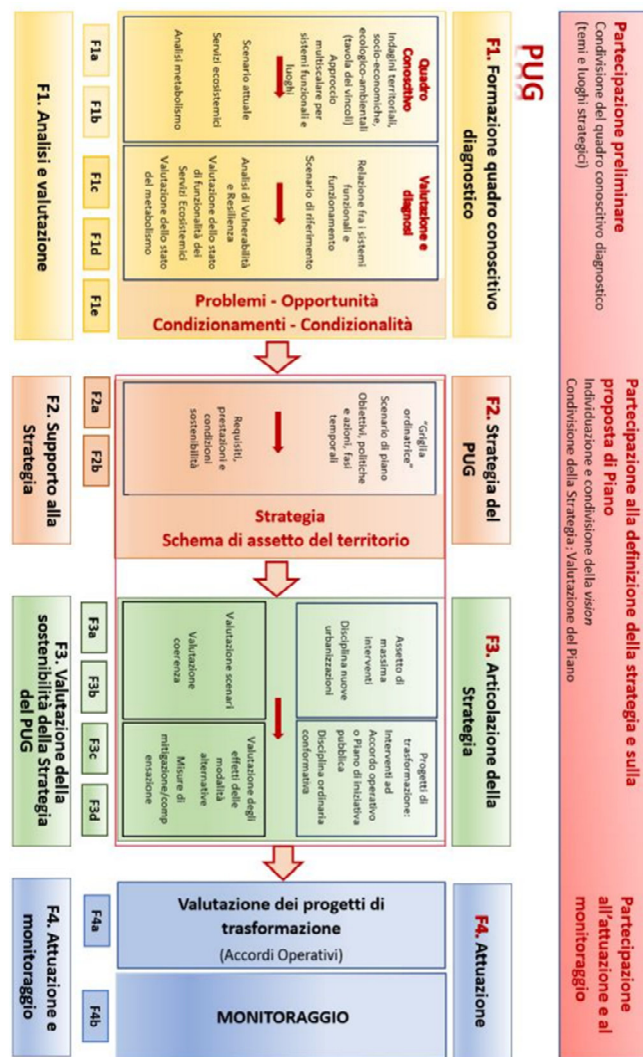 Partecipazione preliminare
Condivisione del quadro conoscitivo diagnostico
(temi e luoghi strategici)
Partecipazione alla definizione della strategia e sulla
proposta di Piano
Individuazione e condivisione della vision
Condivisione della Strategia ; Valutazione del Piano
Partecipazione
all'attuazione e al
monitoraggio
PUG
F1. Formazione quadro conoscitivo
diagnostico
F2. Strategia del
PUG
F3. Articolazione della
Strategia
F4. Attuazione
Quadro
Conoscitivo
Indagini territoriali,
socio-economiche,
ecologico-ambientali
(tavola dei vincoli)
Approccio
multiscalare per
sistemi funzionali e
luoghi
Scenario attuale
Servizi ecosistemici
Analisi metabolismo
Valutazione e
diagnosi
Relazione fra i sistemi
funzionali e
funzionamento
Scenario di riferimento
Analisi di Vulnerabilità
e Resilienza
Valutazione dello stato
di funzionalità dei
Servizi Ecosistemici
Valutazione dello stato
del metabolismo
Problemi - Opportunità
Condizionamenti - Condizionalità
"Griglia
ordinatrice"
Scenario di piano
Obiettivi, politiche
e azioni, fasi
temporali
Requisiti,
prestazioni e
condizioni
sostenibilità
Strategia
Schema di assetto del territorio
Assetto di
massima
interventi
Disciplina nuove
urbanizzazioni
Progetti di
trasformazione:
Interventi ad
Accordo operativo
o Piano di iniziativa
pubblica
Disciplina ordinaria
conformativa
Valutazione scenari
Valutazione
coerenza
Valutazione degli
effetti delle
modalità
alternative
Misure di
mitigazione/comp
ensazione
Valutazione dei progetti di
trasformazione
(Accordi Operativi)
MONITORAGGIO
F1a
F1b
F1c
F1d
F1e
F2a
F2b
F3a
F3b
F3c
F3d
F4a
F4b
F1. Analisi e valutazione
F2. Supporto alla
Strategia
F3. Valutazione della
sostenibilità della Strategia
del PUG
F4. Attuazione e
monitoraggio